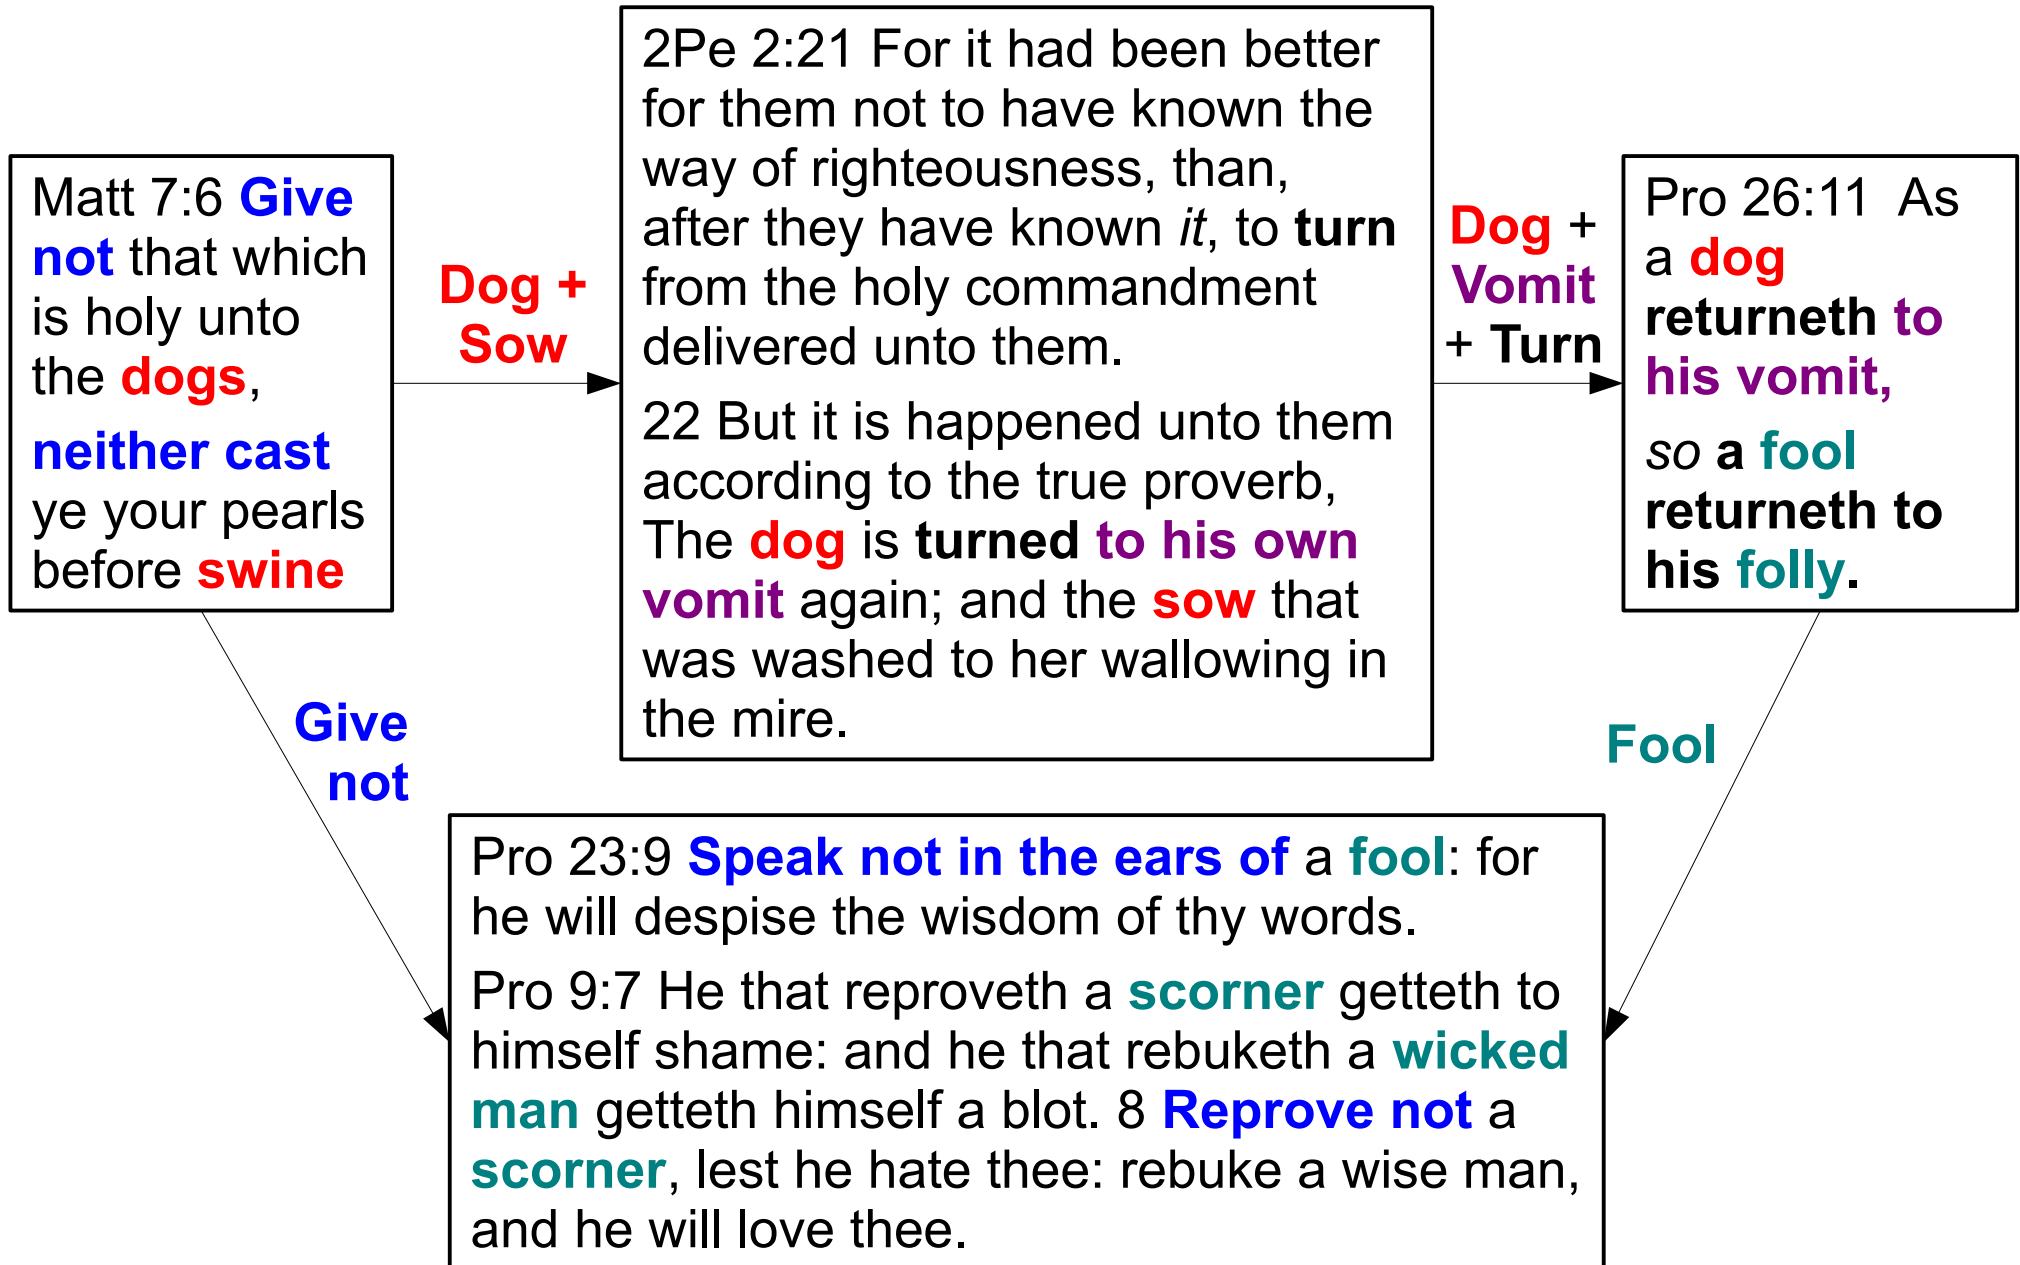 Matt 7:6 Give
not that which
is holy unto
the dogs,
neither cast
ye your pearls
before swine
Dog +
Sow
2Pe 2:21 For it had been better
for them not to have known the
way of righteousness, than,
after they have known it, to turn
from the holy commandment
delivered unto them.
22 But it is happened unto them
according to the true proverb,
The dog is turned to his own
vomit again; and the sow that
was washed to her wallowing in
the mire.
Dog +
Vomit
+ Turn
Pro 26:11  As
a dog
returneth to
his vomit,
so a fool
returneth to
his folly.
Give
not
Fool
Pro 23:9 Speak not in the ears of a fool: for
he will despise the wisdom of thy words.
Pro 9:7 He that reproveth a scorner getteth to
himself shame: and he that rebuketh a wicked
man getteth himself a blot. 8 Reprove not a
scorner, lest he hate thee: rebuke a wise man,
and he will love thee.